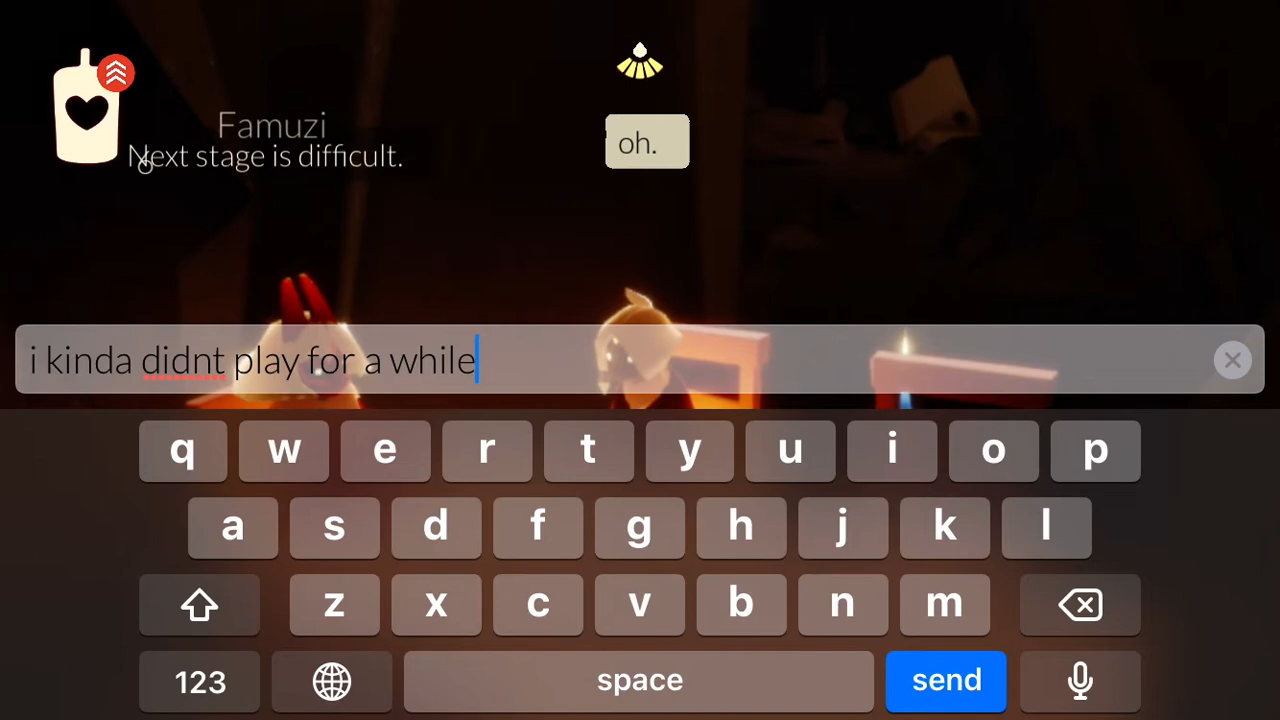 Famuzi
Next stage is difficult.
oh.
i kinda didnt play for a while
q w e r t y u i o p
a s d f g h j k l
z x c v b n m
123 space send